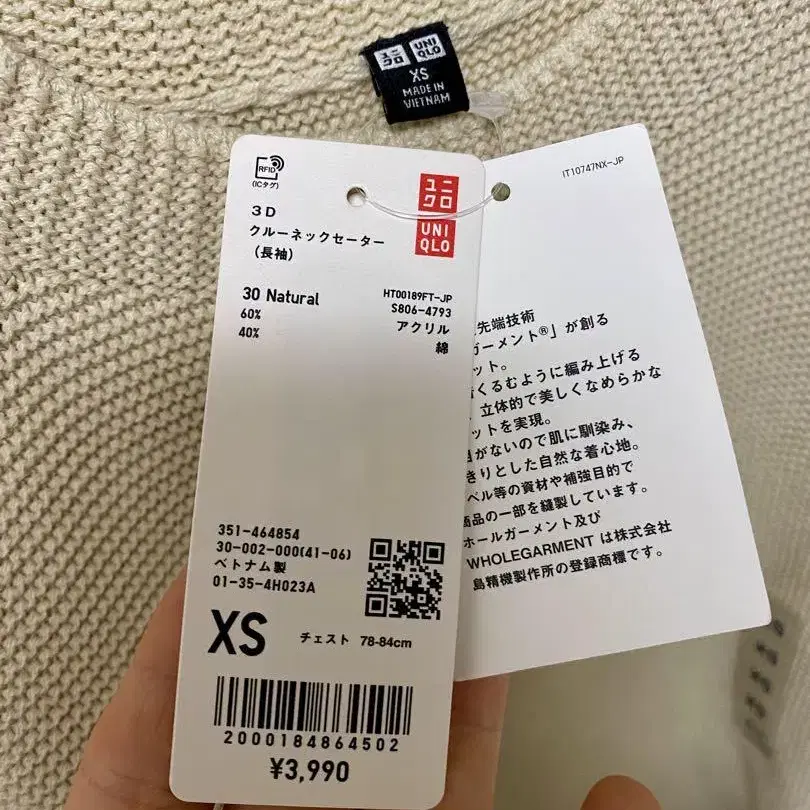 ユニ
クロ
UNI
QLO
XS
MADE IN
VIETNAM
RFID
(ICタグ)
ユニ
クロ
UNI
QLO
3D
クルーネックセーター
(長袖)
30 Natural
HT00189FT-JP
60%
S806-4793
40%
アクリル
綿
351-464854
30-002-000(41-06)
ベトナム製
01-35-4H023A
XS チェスト 78-84cm
2000184864502
¥3,990
IT10747NX-JP
先端技術
ガーメント®」が創る
ット。
くるむように編み上げる
立体的で美しくなめらかな
ットを実現。
がないので肌に馴染み、
きりとした自然な着心地。
ベル等の資材や補強目的で
商品の一部を縫製しています。
ホールガーメント及び
WHOLEGARMENT は株式会社
島精機製作所の登録商標です。